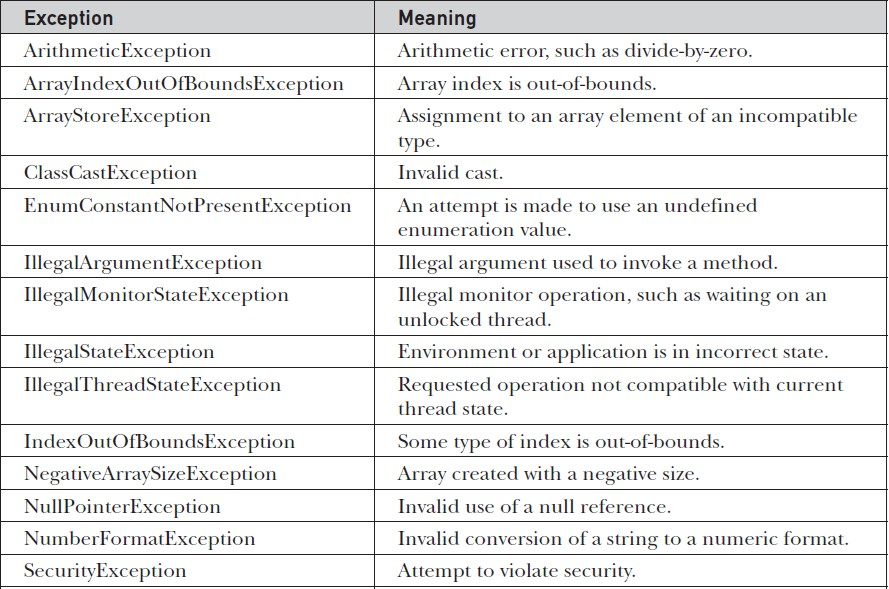 Exception Meaning
ArithmeticException Arithmetic error, such as divide-by-zero.
ArrayIndexOutOfBoundsException Array index is out-of-bounds.
ArrayStoreException Assignment to an array element of an incompatible
type.
ClassCastException Invalid cast.
EnumConstantNotPresentException An attempt is made to use an undefined
enumeration value.
IllegalArgumentException Illegal argument used to invoke a method.
IllegalMonitorStateException Illegal monitor operation, such as waiting on an
unlocked thread.
IllegalStateException Environment or application is in incorrect state.
IllegalThreadStateException Requested operation not compatible with current
thread state.
IndexOutOfBoundsException Some type of index is out-of-bounds.
NegativeArraySizeException Array created with a negative size.
NullPointerException Invalid use of a null reference.
NumberFormatException Invalid conversion of a string to a numeric format.
SecurityException Attempt to violate security.